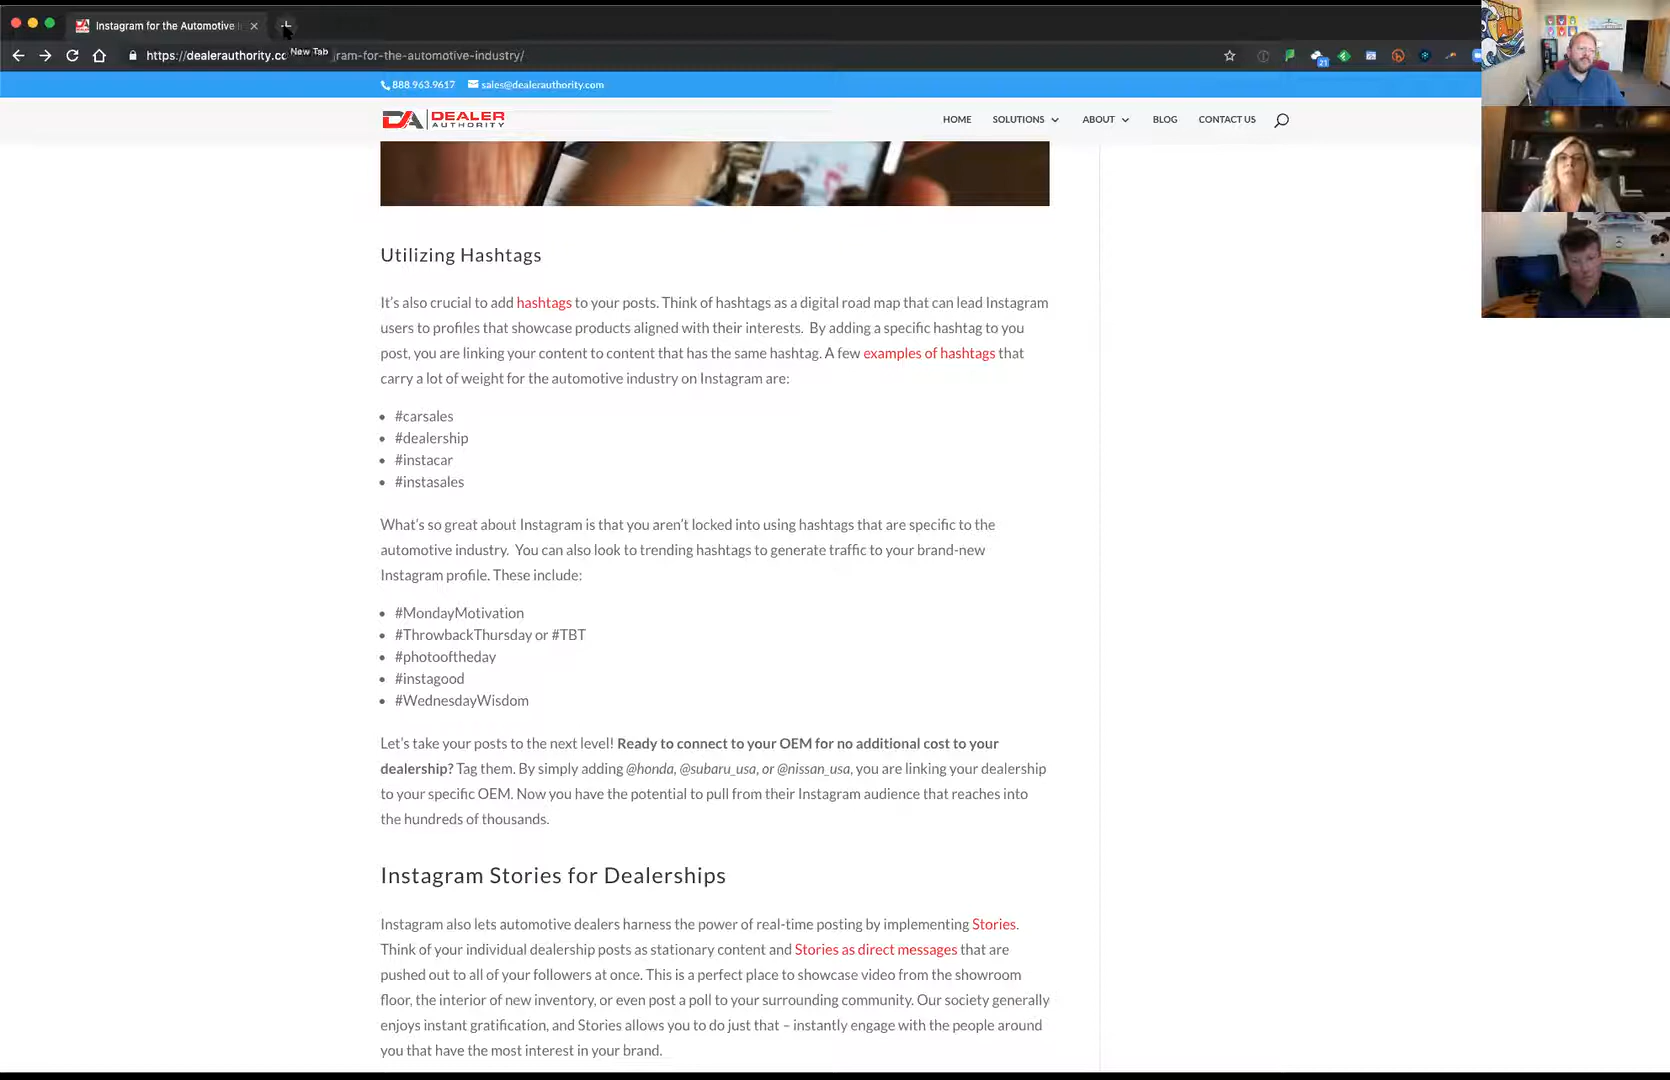 Instagram for the Automotive
New Tab
https://dealerauthority.cc
ram-for-the-automotive-industry/
21
888.963.9617
sales@dealerauthority.com
DA DEALER
AUTHORITY
HOME
SOLUTIONS
ABOUT
BLOG
CONTACT US
Utilizing Hashtags
It's also crucial to add hashtags to your posts. Think of hashtags as a digital road map that can lead Instagram
users to profiles that showcase products aligned with their interests.  By adding a specific hashtag to you
post, you are linking your content to content that has the same hashtag. A few examples of hashtags that
carry a lot of weight for the automotive industry on Instagram are:
• #carsales
• #dealership
• #instacar
• #instasales
What's so great about Instagram is that you aren't locked into using hashtags that are specific to the
automotive industry.  You can also look to trending hashtags to generate traffic to your brand-new
Instagram profile. These include:
• #MondayMotivation
• #ThrowbackThursday or #TBT
• #photooftheday
• #instagood
• #WednesdayWisdom
Let's take your posts to the next level! Ready to connect to your OEM for no additional cost to your
dealership? Tag them. By simply adding @honda, @subaru_usa, or @nissan_usa, you are linking your dealership
to your specific OEM. Now you have the potential to pull from their Instagram audience that reaches into
the hundreds of thousands.
Instagram Stories for Dealerships
Instagram also lets automotive dealers harness the power of real-time posting by implementing Stories.
Think of your individual dealership posts as stationary content and Stories as direct messages that are
pushed out to all of your followers at once. This is a perfect place to showcase video from the showroom
floor, the interior of new inventory, or even post a poll to your surrounding community. Our society generally
enjoys instant gratification, and Stories allows you to do just that – instantly engage with the people around
you that have the most interest in your brand.